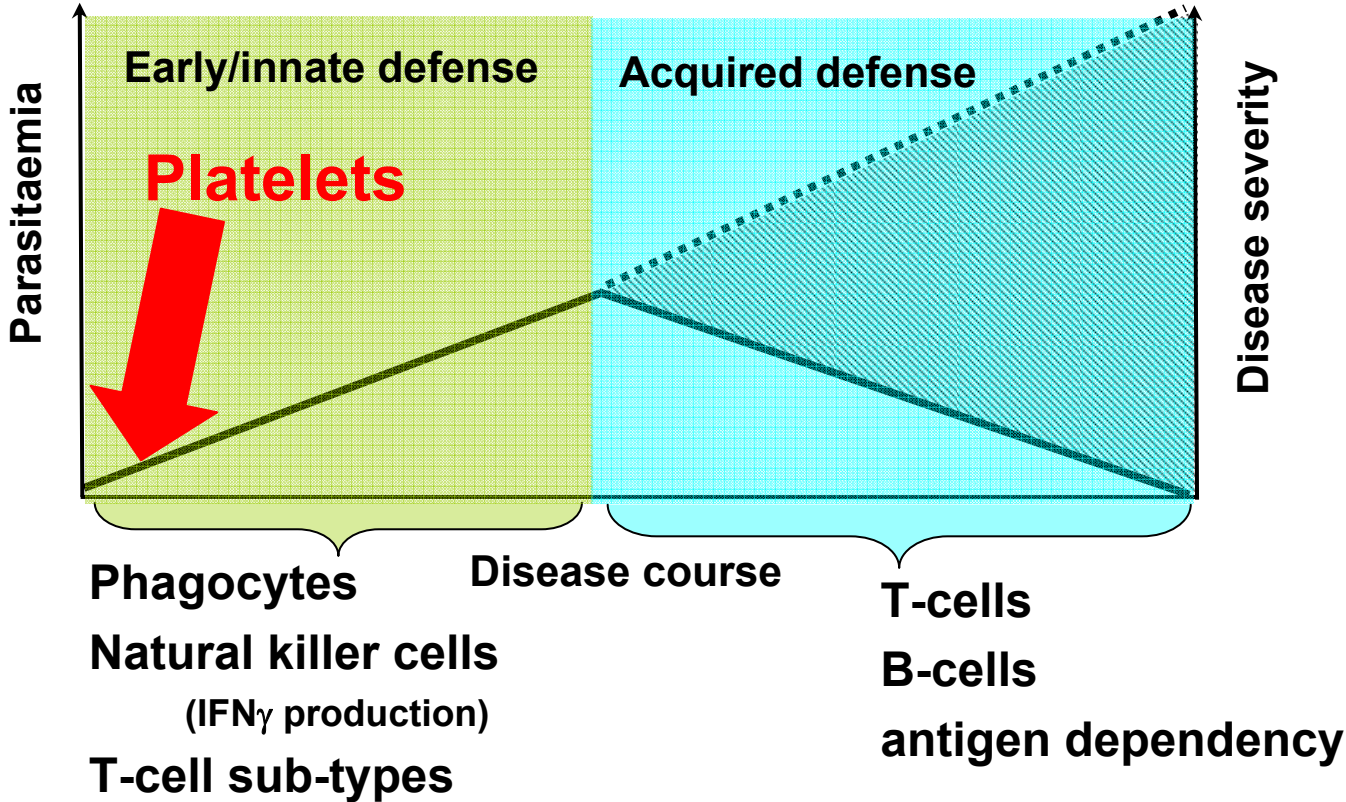 Early/innate defense
Acquired defense
Parasitaemia
Platelets
Disease severity
Disease course
Phagocytes
Natural killer cells
(IFNγ production)
T-cell sub-types
T-cells
B-cells
antigen dependency